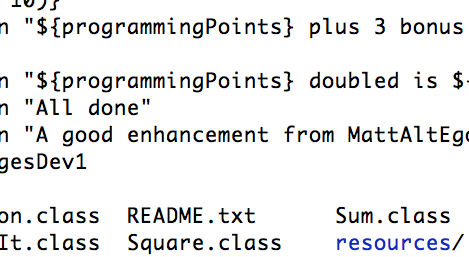 n "${programmingPoints} plus 3 bonus
n "${programmingPoints} doubled is $
n "All done"
n "A good enhancement from MattAltEgo
gesDev1
on.class README.txt Sum.class
It.class Square.class resources/